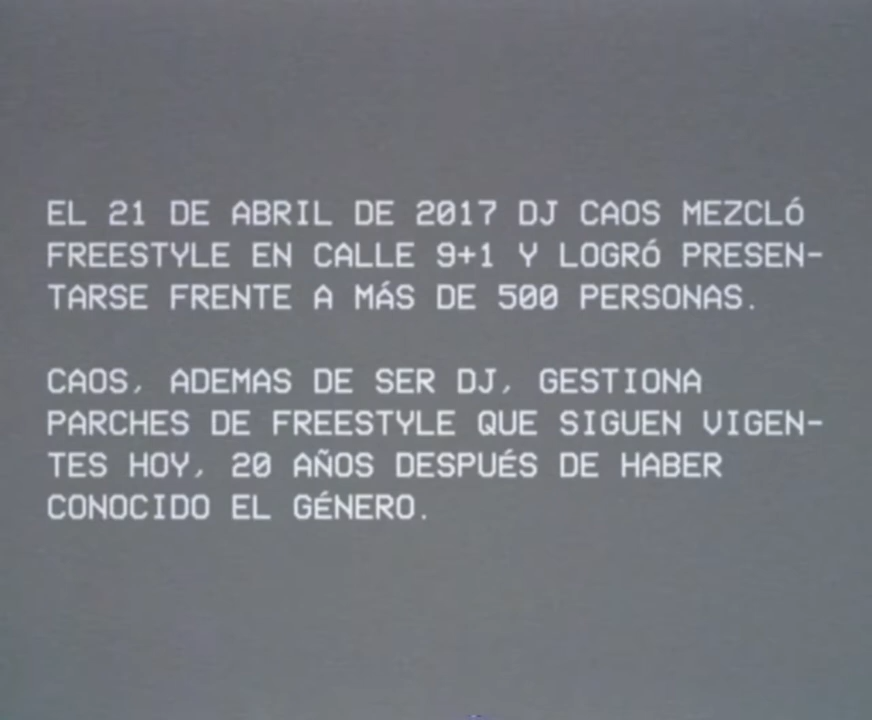 EL 21 DE ABRIL DE 2017 DJ CAOS MEZCLÓ
FREESTYLE EN CALLE 9+1 Y LOGRÓ PRESEN-
TARSE FRENTE A MÁS DE 500 PERSONAS.
CAOS, ADEMAS DE SER DJ, GESTIONA
PARCHES DE FREESTYLE QUE SIGUEN VIGEN-
TES HOY, 20 AÑOS DESPUÉS DE HABER
CONOCIDO EL GÉNERO.